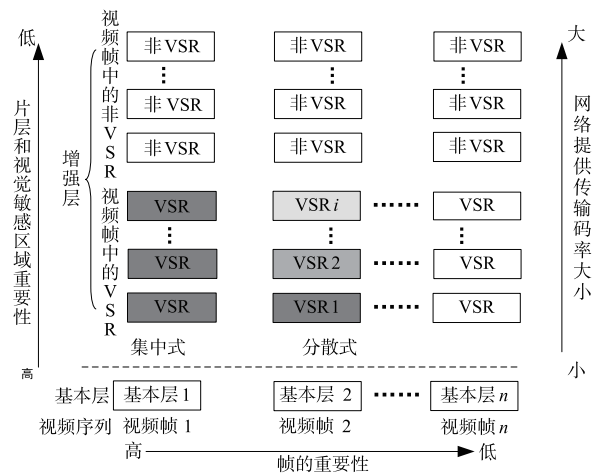 低
片层和视觉敏感区域重要性
高
增强层
视频帧中的非VSR
视频帧中的VSR
非VSR 非VSR 非VSR
非VSR 非VSR 非VSR
非VSR 非VSR 非VSR
VSR VSRi VSR
VSR VSR2 VSR
VSR VSR1 VSR
集中式 分散式
大
网络提供传输码率大小
小
基本层 基本层1 基本层2 基本层n
视频序列 视频帧1 视频帧2 视频帧n
高 低
帧的重要性